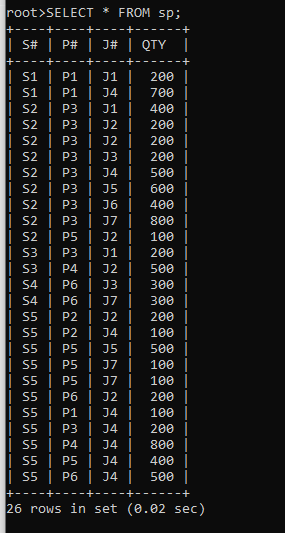 root>SELECT * FROM sp;
+----+----+----+------+
| S# | P# | J# | QTY  |
+----+----+----+------+
| S1 | P1 | J1 |  200 |
| S1 | P1 | J4 |  700 |
| S2 | P3 | J1 |  400 |
| S2 | P3 | J2 |  200 |
| S2 | P3 | J2 |  200 |
| S2 | P3 | J3 |  200 |
| S2 | P3 | J4 |  500 |
| S2 | P3 | J5 |  600 |
| S2 | P3 | J6 |  400 |
| S2 | P3 | J7 |  800 |
| S2 | P5 | J2 |  100 |
| S3 | P3 | J1 |  200 |
| S3 | P4 | J2 |  500 |
| S4 | P6 | J3 |  300 |
| S4 | P6 | J7 |  300 |
| S5 | P2 | J2 |  200 |
| S5 | P2 | J4 |  100 |
| S5 | P5 | J5 |  500 |
| S5 | P5 | J7 |  100 |
| S5 | P5 | J7 |  100 |
| S5 | P6 | J2 |  200 |
| S5 | P1 | J4 |  100 |
| S5 | P3 | J4 |  200 |
| S5 | P4 | J4 |  800 |
| S5 | P5 | J4 |  400 |
| S5 | P6 | J4 |  500 |
+----+----+----+------+
26 rows in set (0.02 sec)